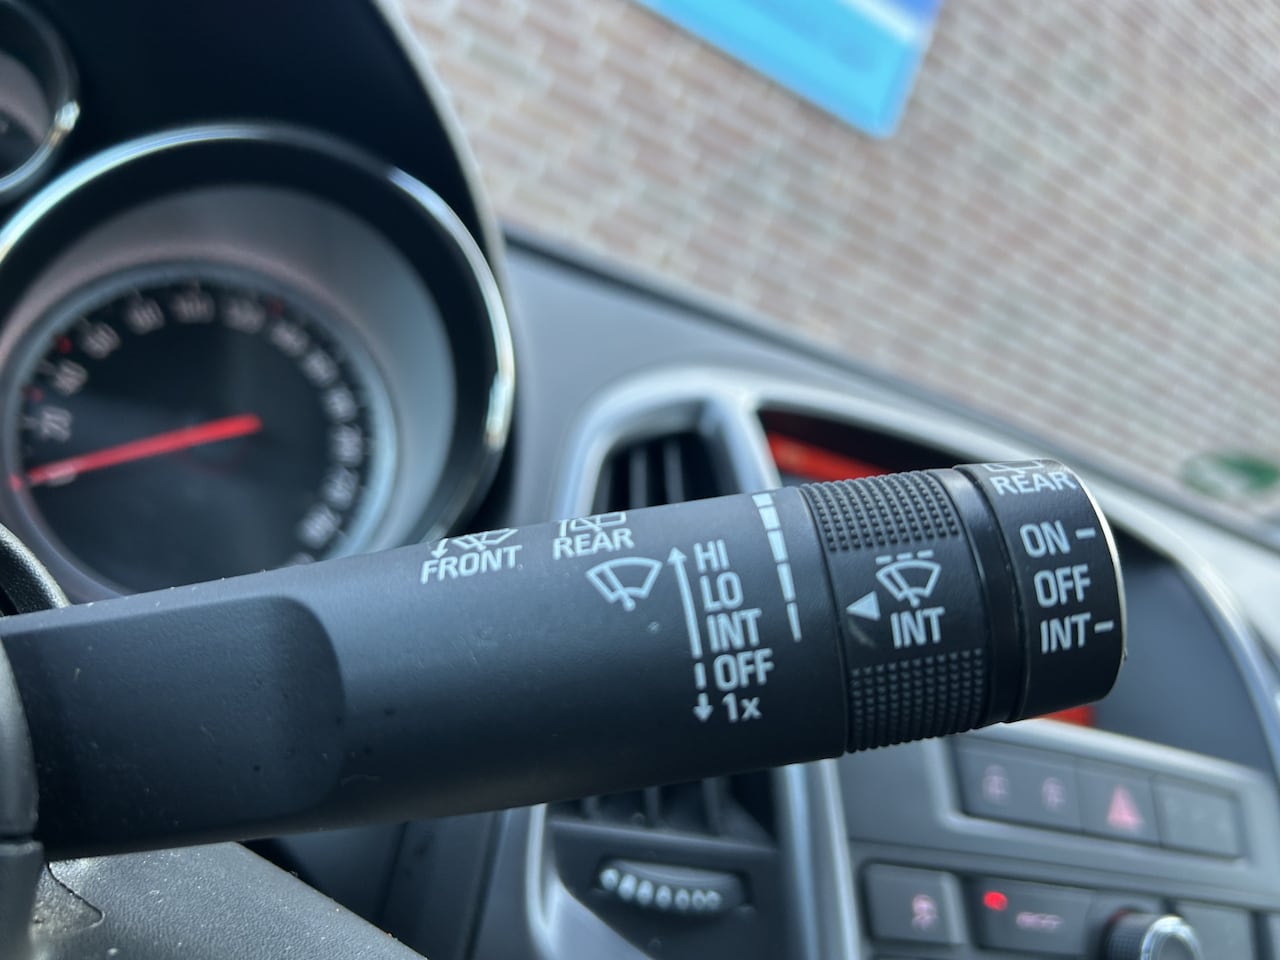 FRONT
REAR
HI
LO
INT
OFF
1x
INT
REAR
ON
OFF
INT